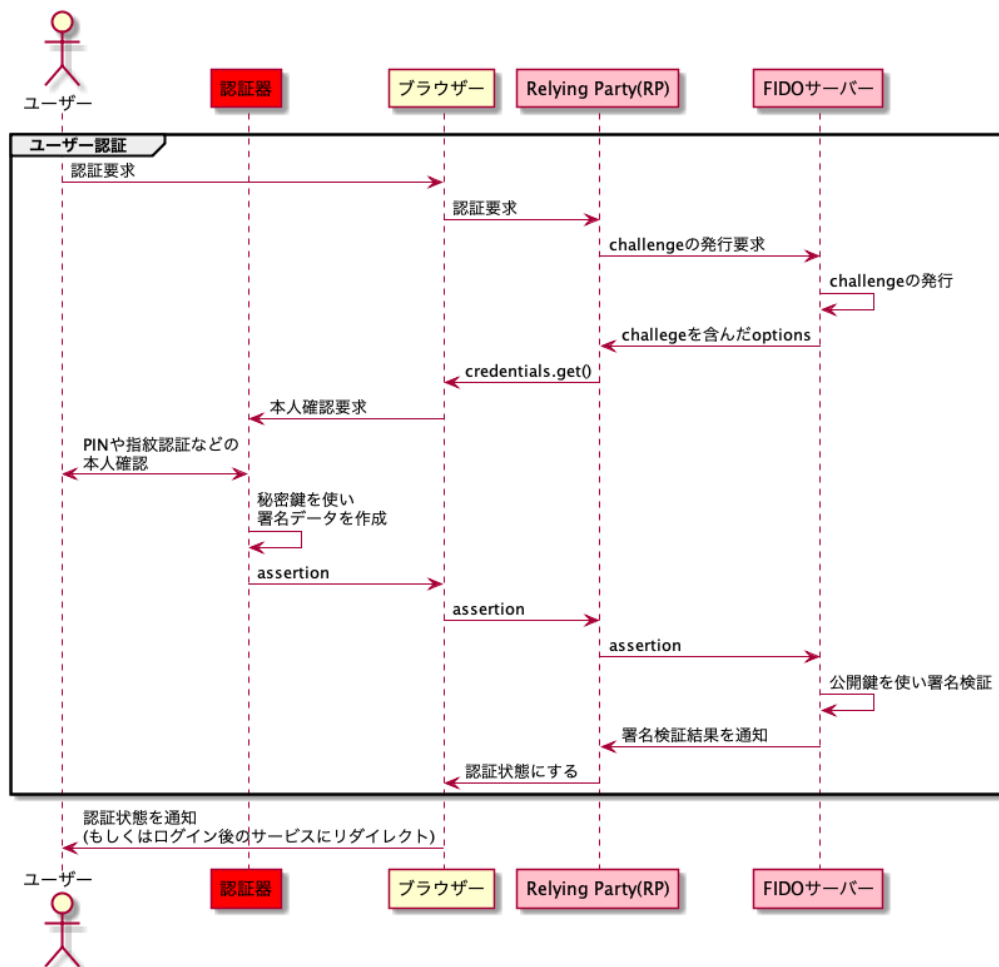 ユーザー
認証器
ブラウザー
Relying Party(RP)
FIDOサーバー
ユーザー認証
認証要求
認証要求
challengeの発行要求
challengeの発行
challegeを含んだoptions
credentials.get()
本人確認要求
PINや指紋認証などの
本人確認
秘密鍵を使い
署名データを作成
assertion
assertion
assertion
公開鍵を使い署名検証
署名検証結果を通知
認証状態にする
認証状態を通知
(もしくはログイン後のサービスにリダイレクト)
ユーザー
認証器
ブラウザー
Relying Party(RP)
FIDOサーバー